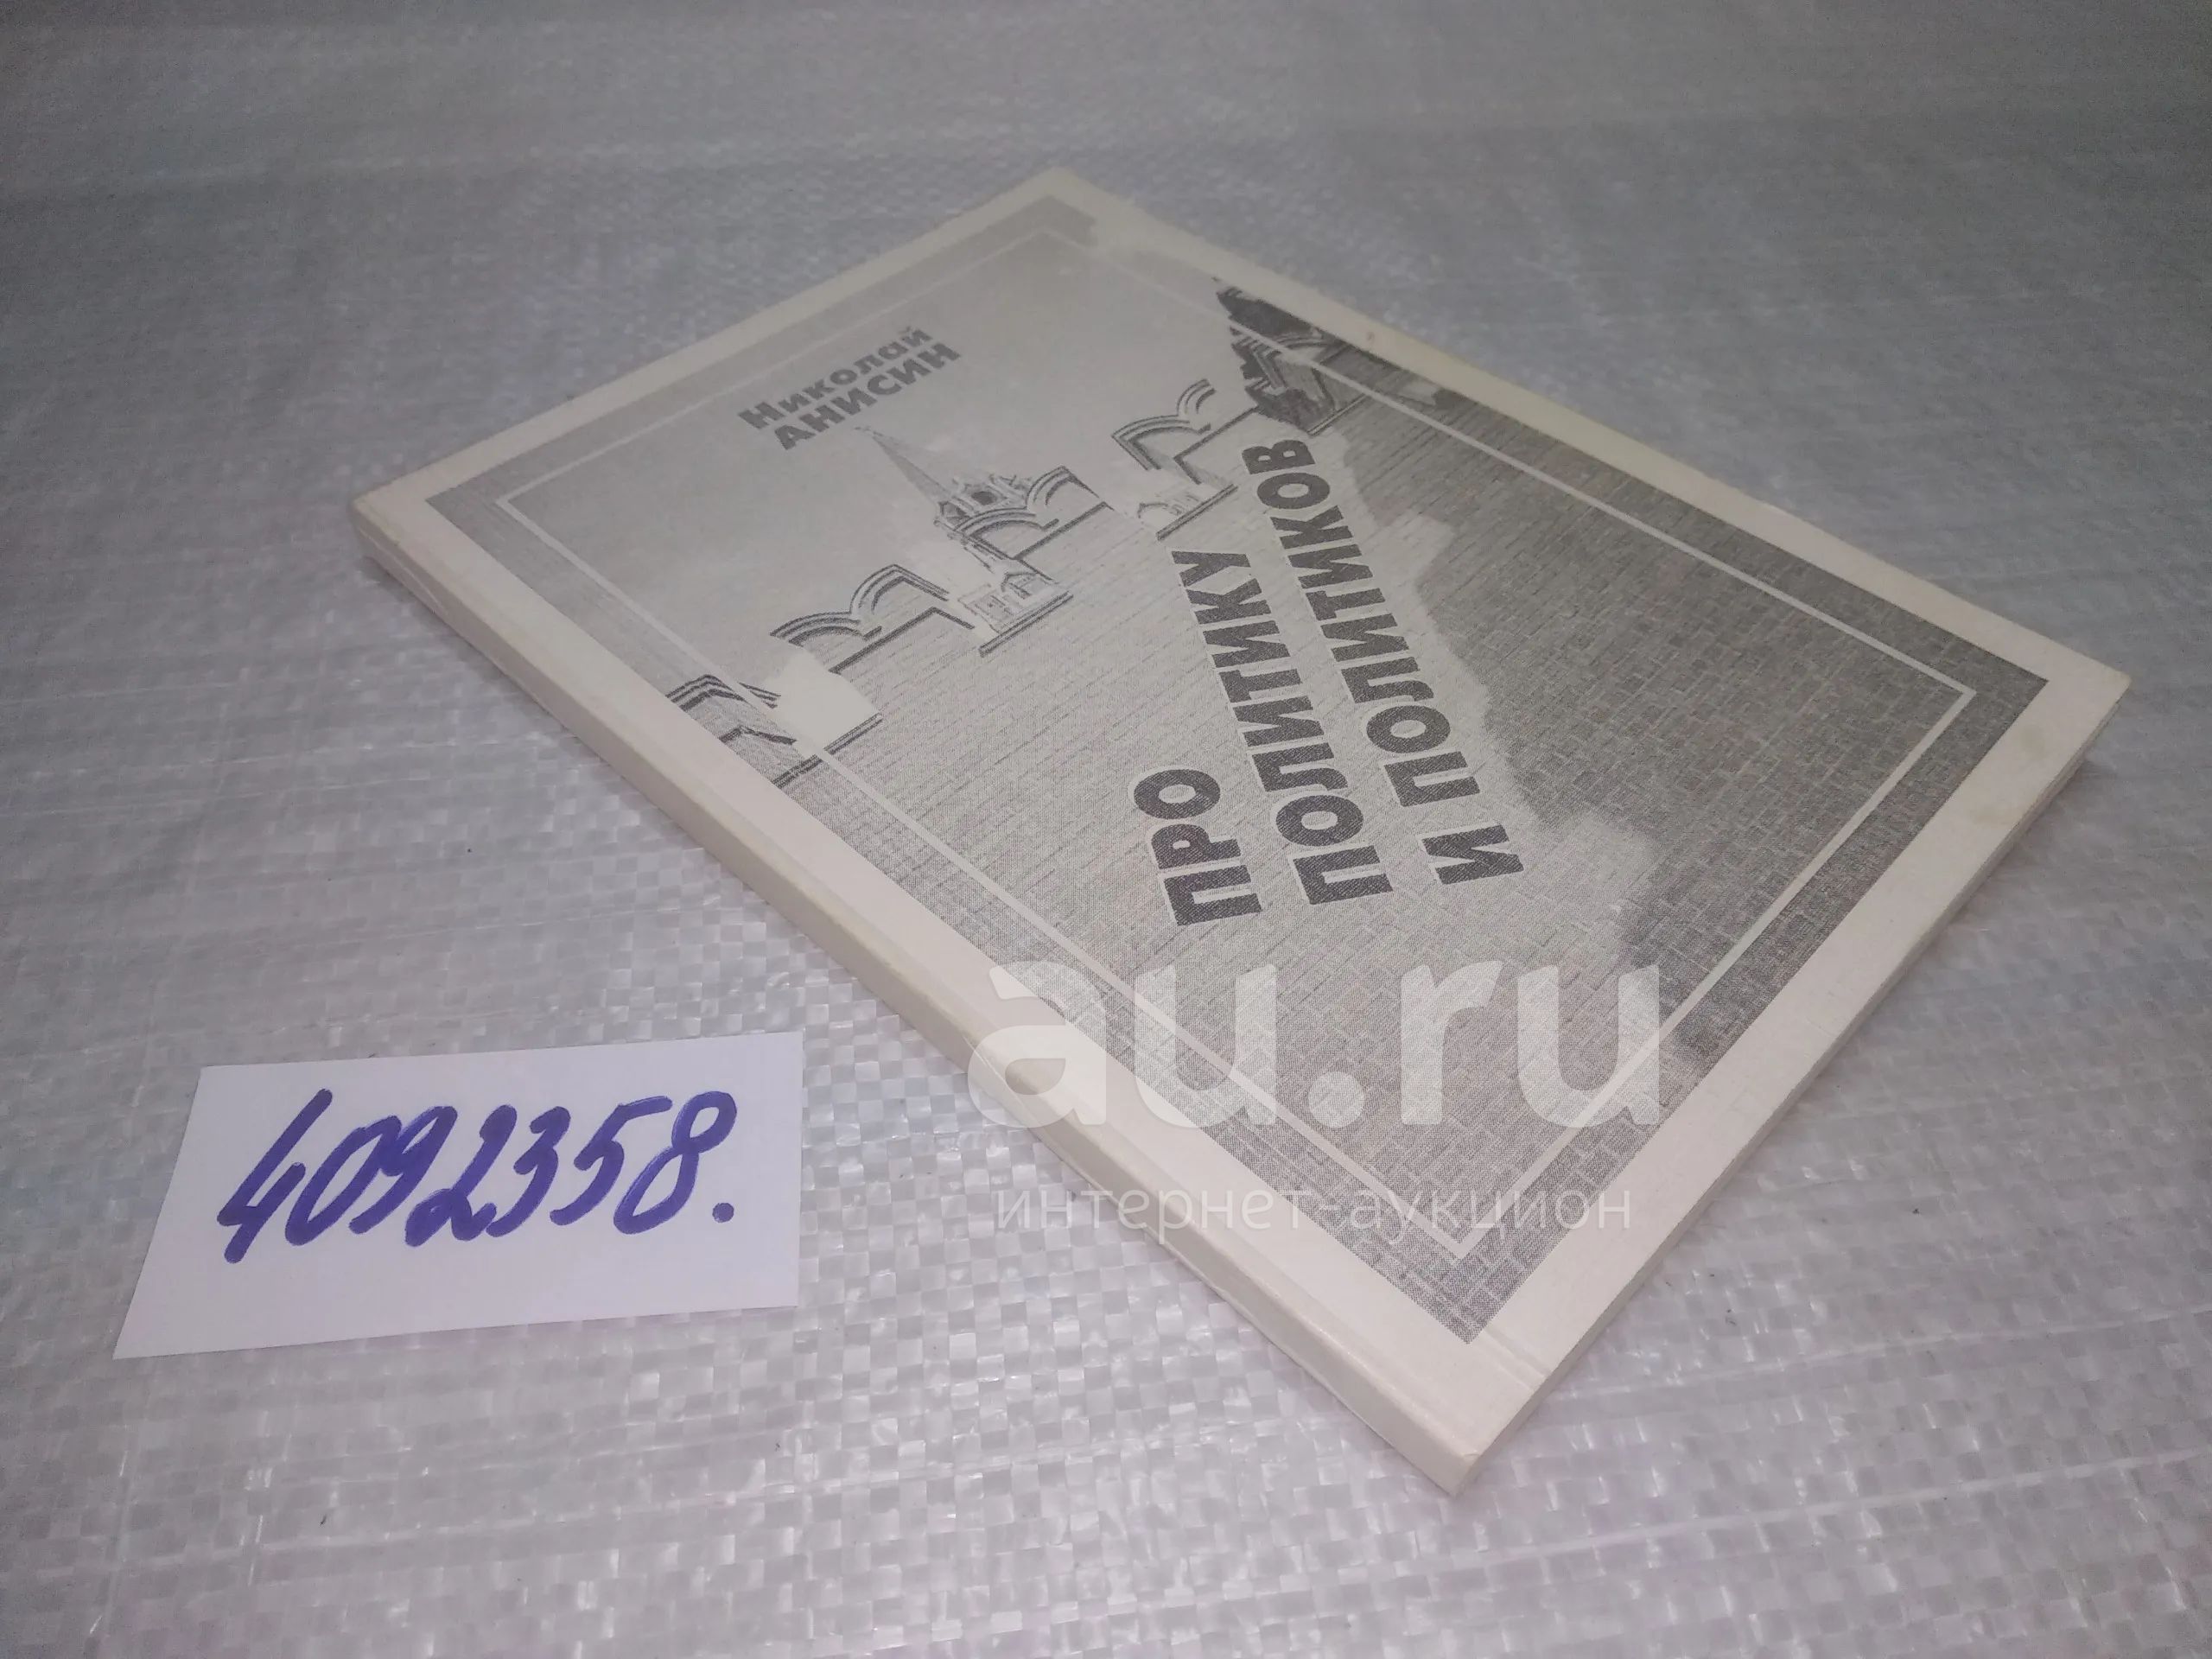 Николай
АНИСИН
ПРО
ПОЛИТИКУ
И ПОЛИТИКОВ
4092358.
au.ru
интернет-аукцион